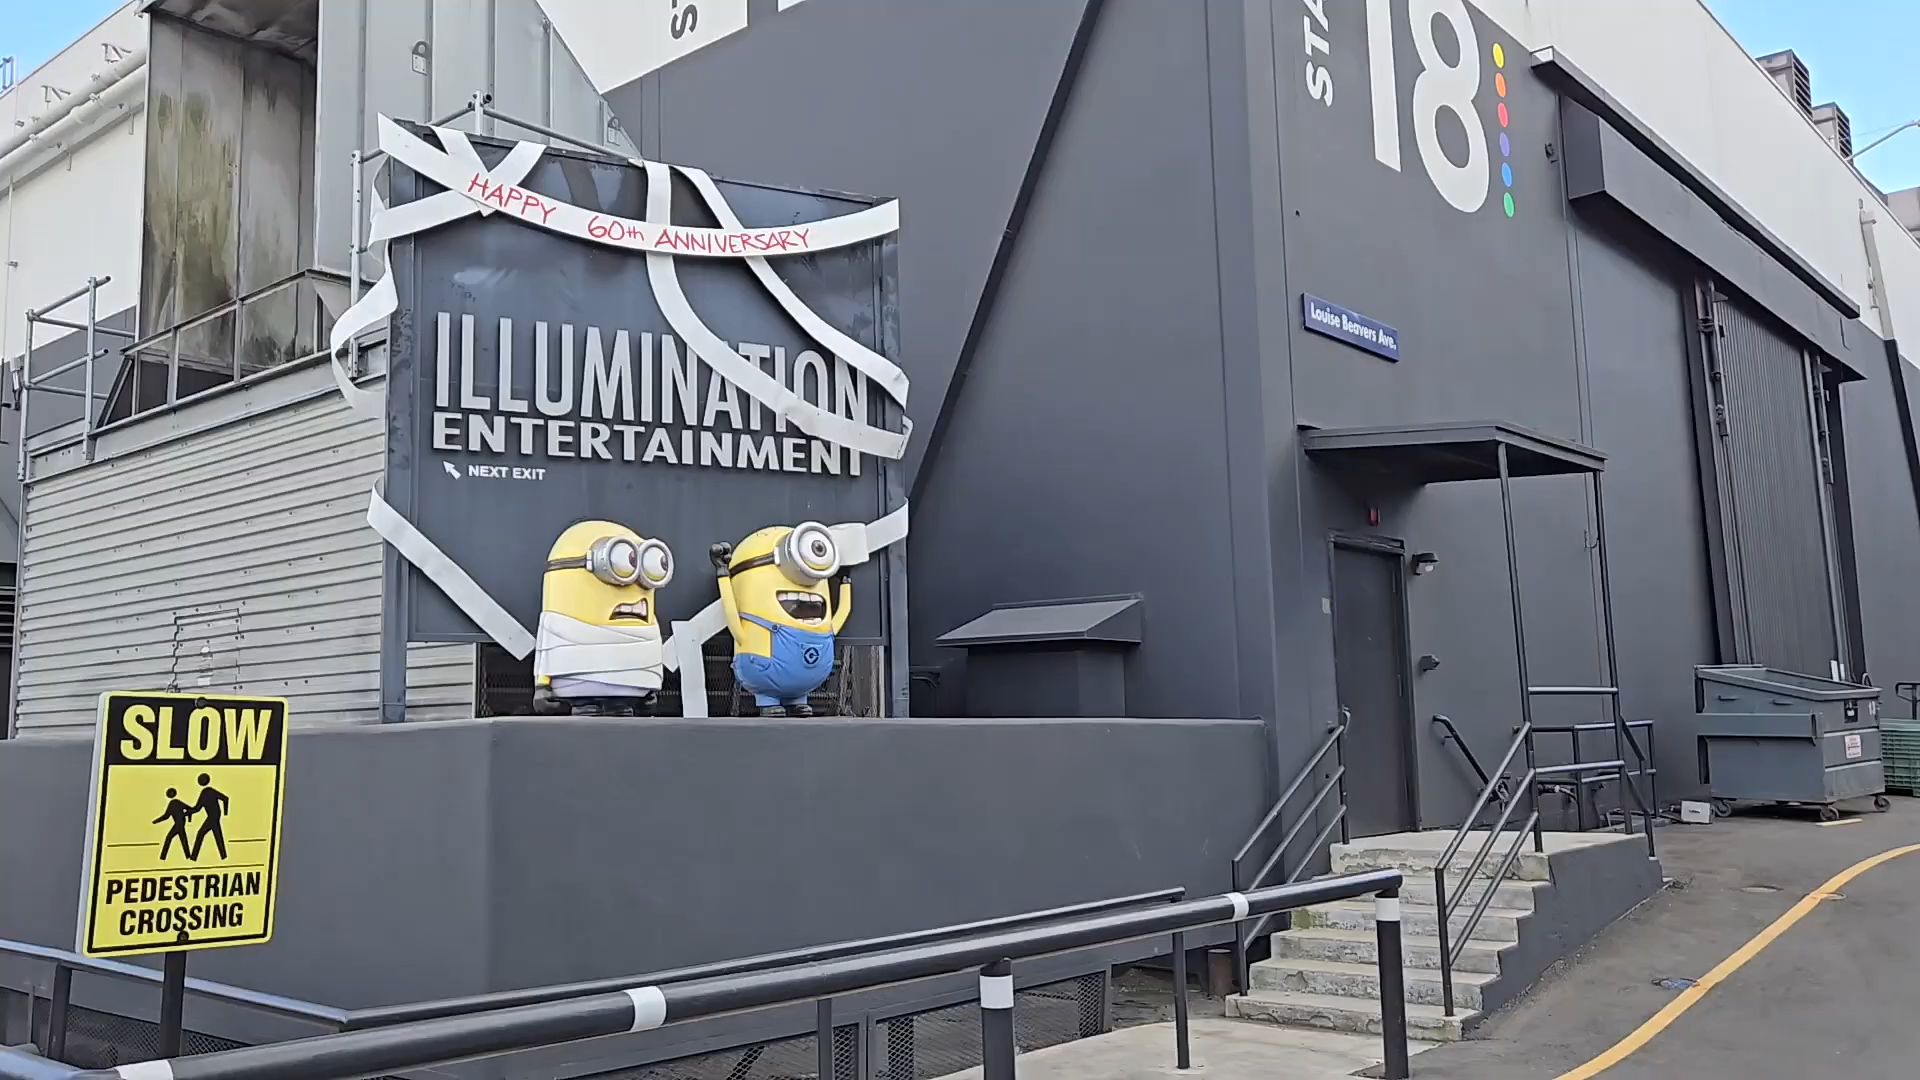 HAPPY 60th ANNIVERSARY
ILLUMINATION
ENTERTAINMENT
NEXT EXIT
18
Louise Beavers Ave.
SLOW
PEDESTRIAN
CROSSING